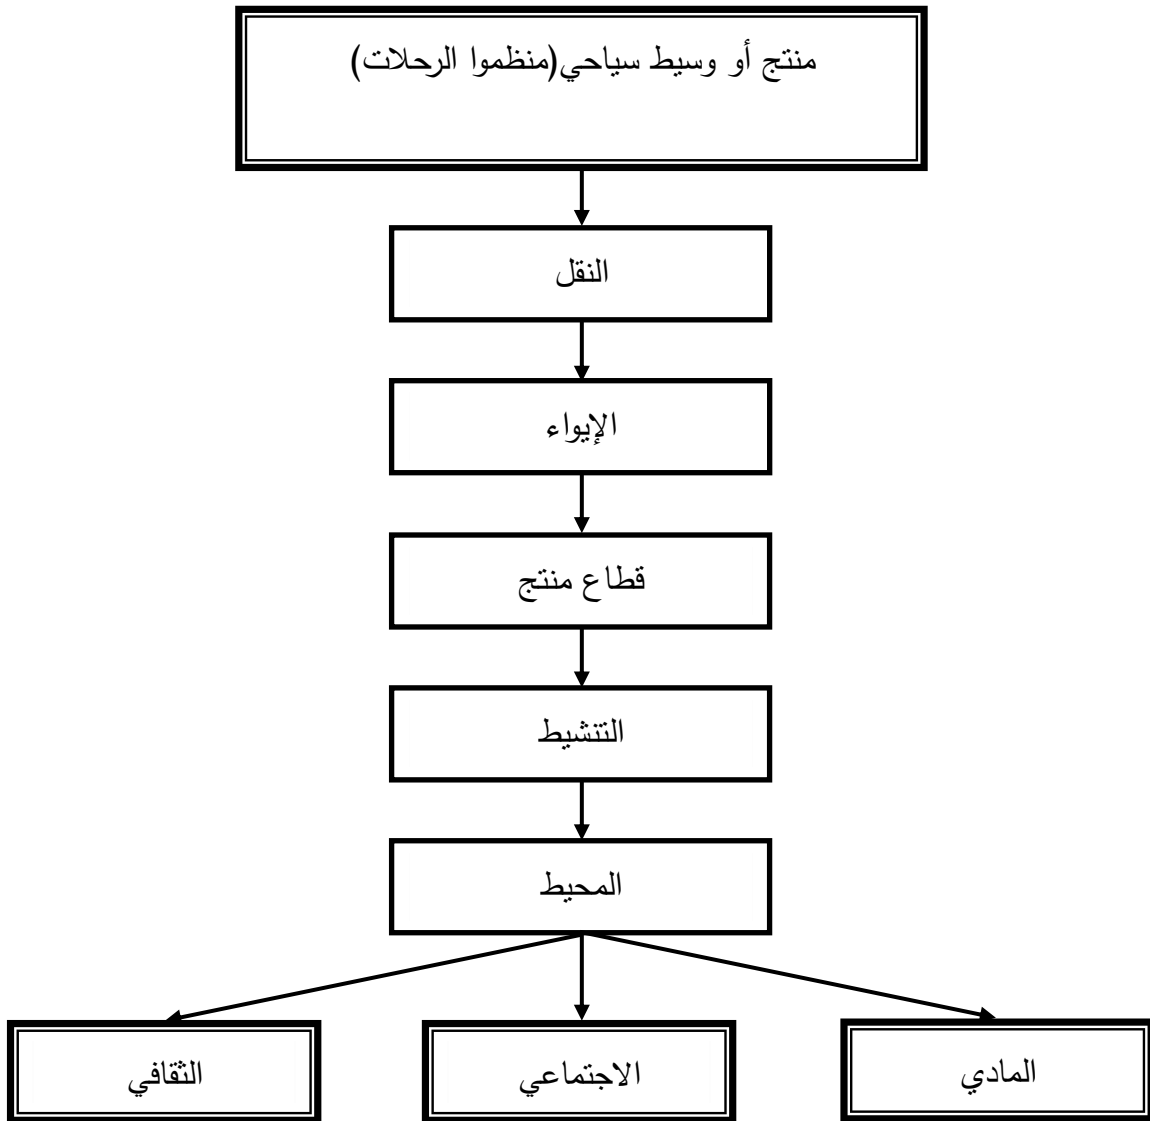 منتج أو وسيط سياحي(منظموا الرحلات)
النقل
الإيواء
قطاع منتج
التنشيط
المحيط
المادي
الاجتماعي
الثقافي